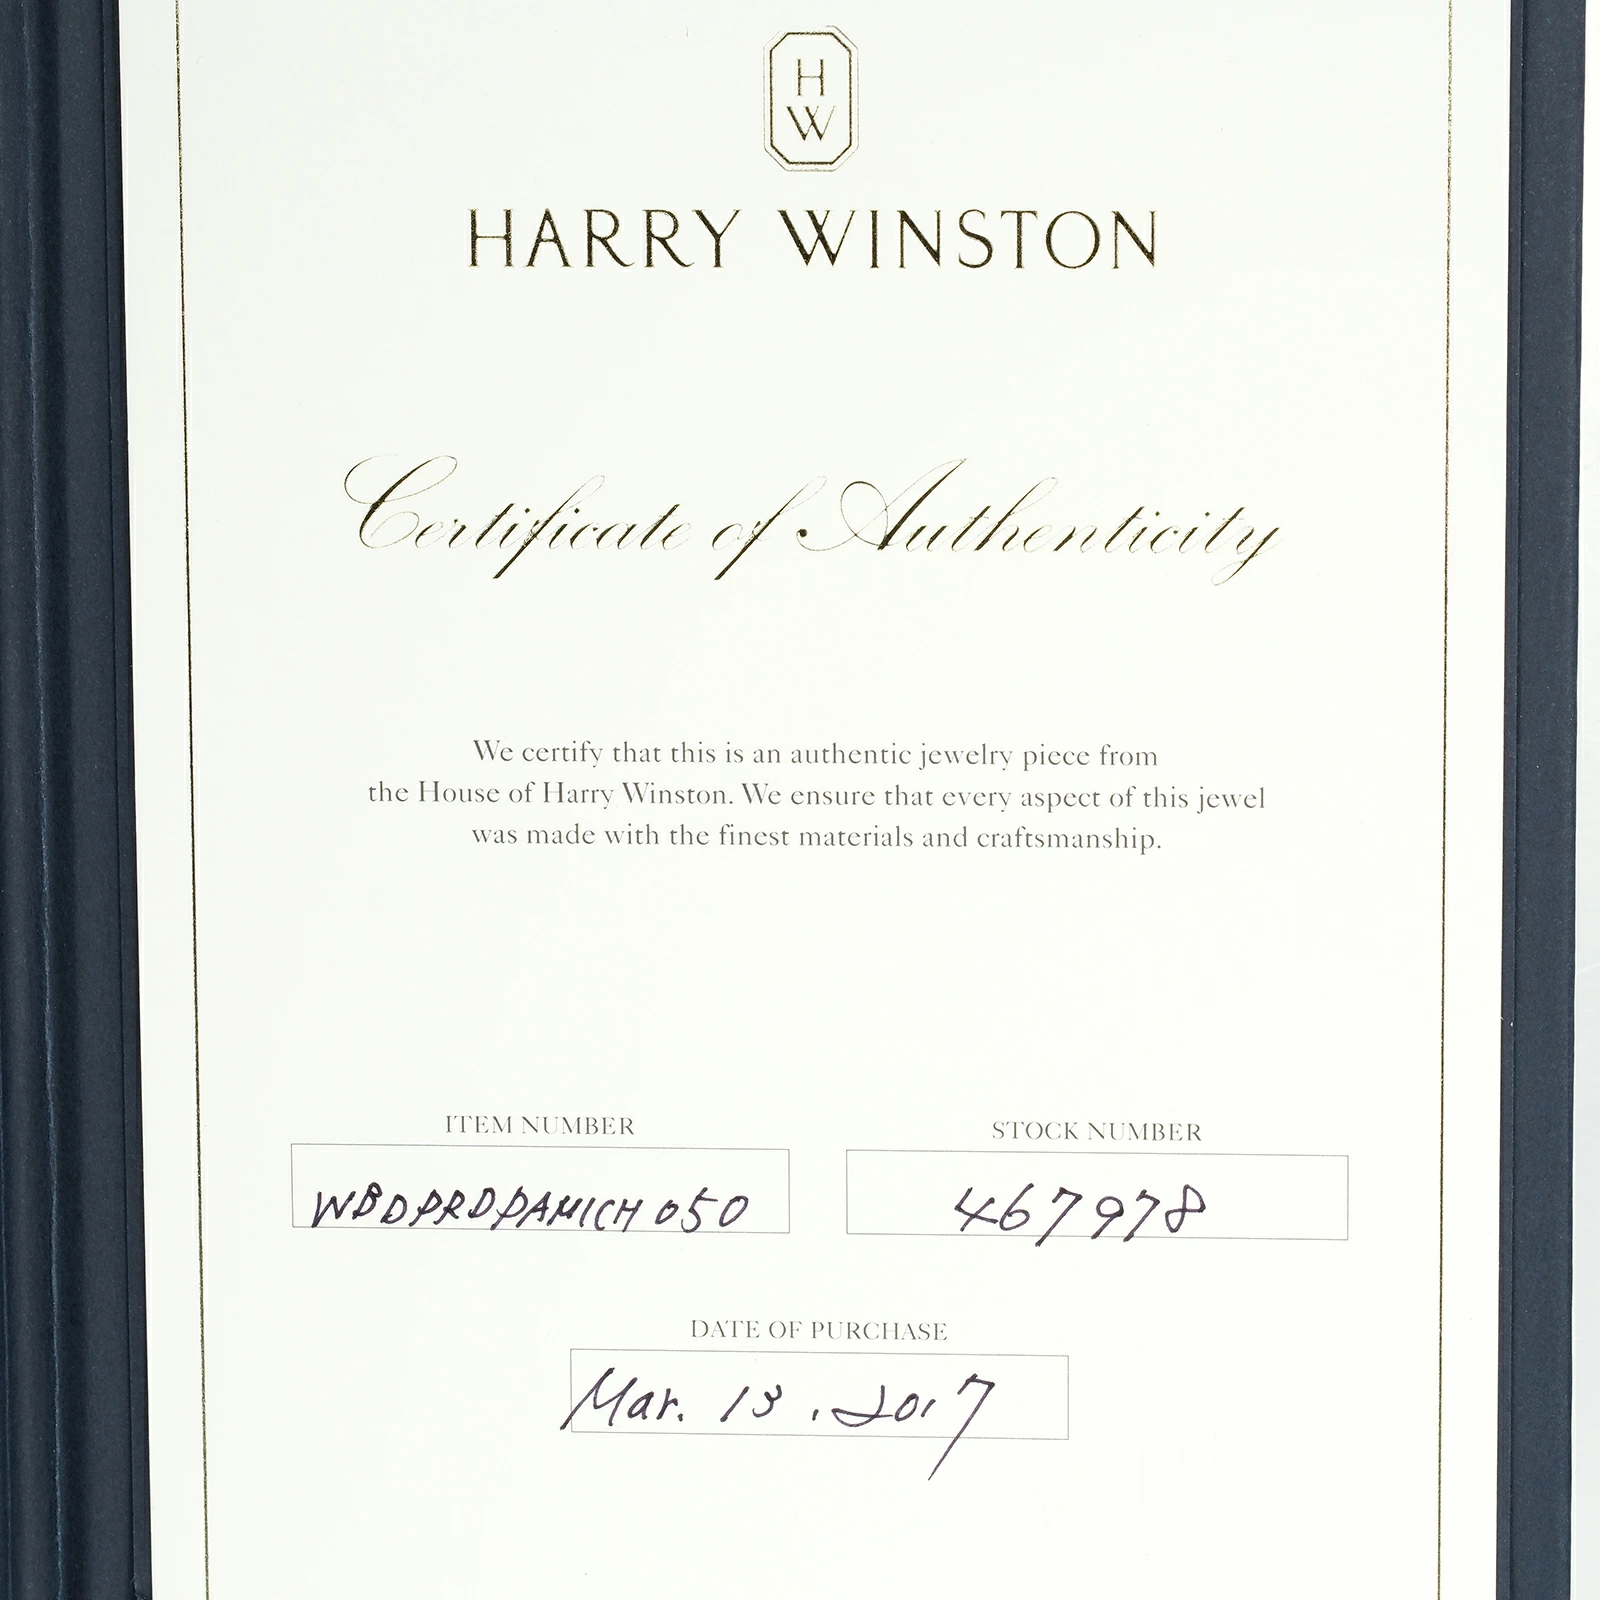 H
W
HARRY WINSTON
Certificate of Authenticity
We certify that this is an authentic jewelry piece from
the House of Harry Winston. We ensure that every aspect of this jewel
was made with the finest materials and craftsmanship.
ITEM NUMBER
WBDPRDPAMICH050
STOCK NUMBER
467978
DATE OF PURCHASE
Mar. 13. 2017